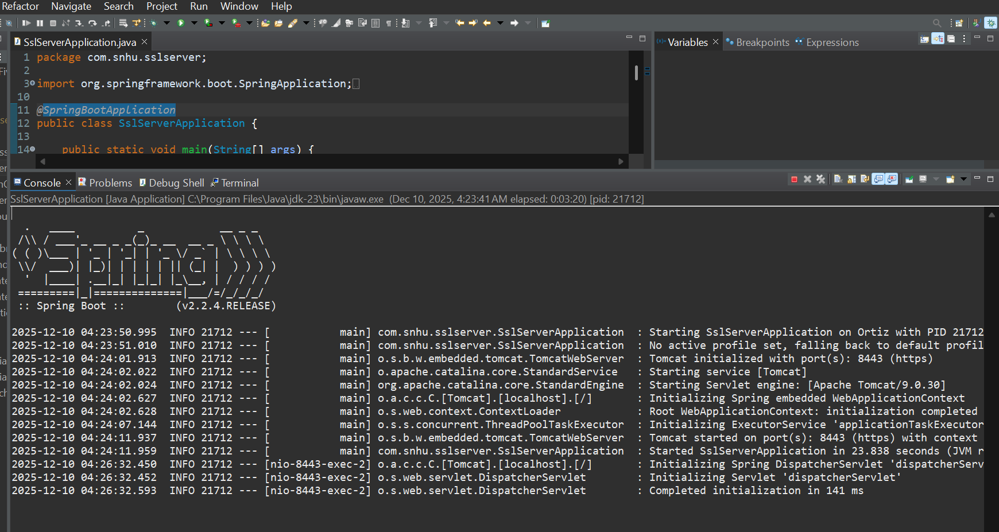 Refactor Navigate Search Project Run Window Help
SslServerApplication.java
1 package com.snhu.sslserver;
2
3 import org.springframework.boot.SpringApplication;
10
11 @SpringBootApplication
12 public class SslServerApplication {
13
14 public static void main(String[] args) {
Variables Breakpoints Expressions
Console Problems Debug Shell Terminal
SslServerApplication [Java Application] C:\Program Files\Java\jdk-23\bin\javaw.exe (Dec 10, 2025, 4:23:41 AM elapsed: 0:03:20) [pid: 21712]
Spring
:: Spring Boot :: (v2.2.4.RELEASE)
2025-12-10 04:23:50.995 INFO 21712 --- [ main] com.snhu.sslserver.SslServerApplication : Starting SslServerApplication on Ortiz with PID 21712
2025-12-10 04:23:51.010 INFO 21712 --- [ main] com.snhu.sslserver.SslServerApplication : No active profile set, falling back to default profil
2025-12-10 04:24:01.913 INFO 21712 --- [ main] o.s.b.w.embedded.tomcat.TomcatWebServer : Tomcat initialized with port(s): 8443 (https)
2025-12-10 04:24:02.022 INFO 21712 --- [ main] o.apache.catalina.core.StandardService : Starting service [Tomcat]
2025-12-10 04:24:02.024 INFO 21712 --- [ main] org.apache.catalina.core.StandardEngine : Starting Servlet engine: [Apache Tomcat/9.0.30]
2025-12-10 04:24:02.627 INFO 21712 --- [ main] o.a.c.c.C.[Tomcat].[localhost].[/] : Initializing Spring embedded WebApplicationContext
2025-12-10 04:24:02.628 INFO 21712 --- [ main] o.s.web.context.ContextLoader : Root WebApplicationContext: initialization completed
2025-12-10 04:24:07.144 INFO 21712 --- [ main] o.s.s.concurrent.ThreadPoolTaskExecutor : Initializing ExecutorService 'applicationTaskExecutor
2025-12-10 04:24:11.937 INFO 21712 --- [ main] o.s.b.w.embedded.tomcat.TomcatWebServer : Tomcat started on port(s): 8443 (https) with context
2025-12-10 04:24:11.959 INFO 21712 --- [ main] com.snhu.sslserver.SslServerApplication : Started SslServerApplication in 23.838 seconds (JVM r
2025-12-10 04:26:32.450 INFO 21712 --- [nio-8443-exec-2] o.a.c.c.C.[Tomcat].[localhost].[/] : Initializing Spring DispatcherServlet 'dispatcherServ
2025-12-10 04:26:32.452 INFO 21712 --- [nio-8443-exec-2] o.s.web.servlet.DispatcherServlet : Initializing Servlet 'dispatcherServlet'
2025-12-10 04:26:32.593 INFO 21712 --- [nio-8443-exec-2] o.s.web.servlet.DispatcherServlet : Completed initialization in 141 ms